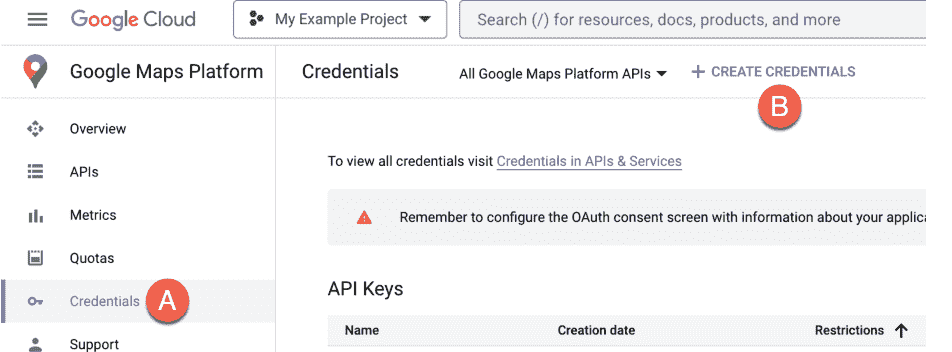 Google Cloud
My Example Project
Search (/) for resources, docs, products, and more
Google Maps Platform
Credentials
All Google Maps Platform APIs
+ CREATE CREDENTIALS
B
Overview
APIs
Metrics
Quotas
Credentials
A
Support
To view all credentials visit Credentials in APIs & Services
Remember to configure the OAuth consent screen with information about your applica
API Keys
Name Creation date Restrictions